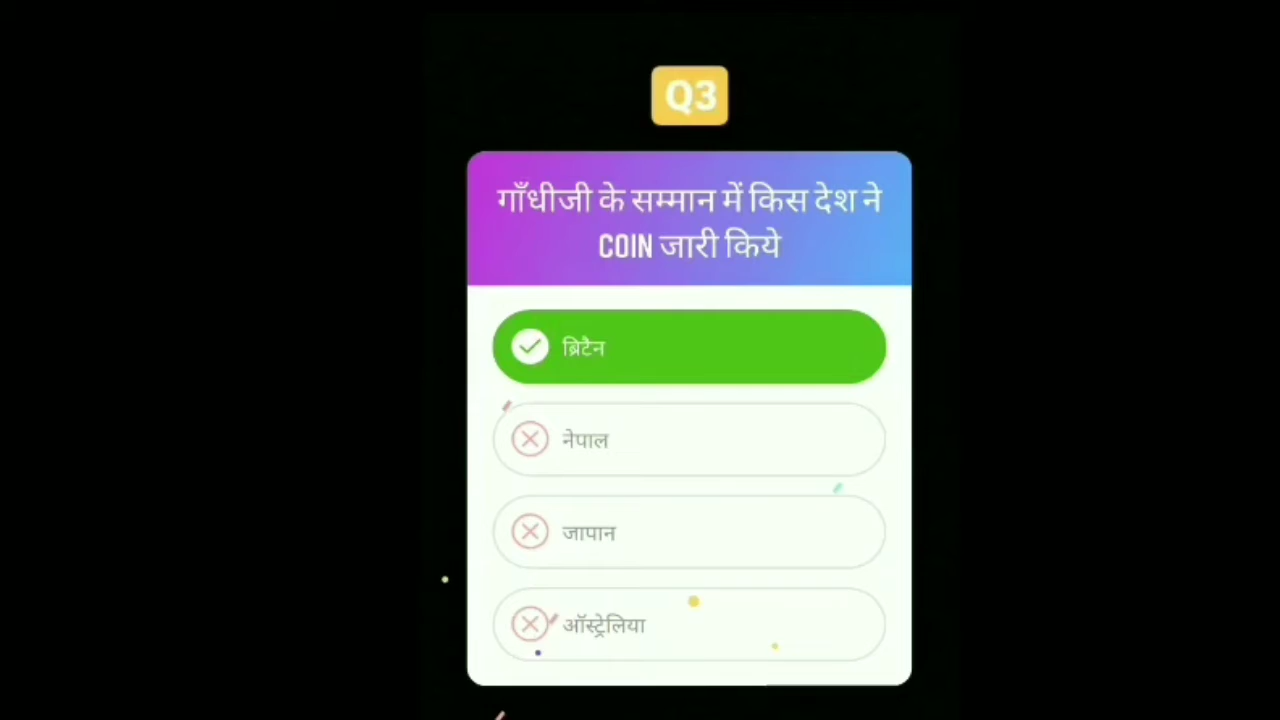 Q3
गाँधीजी के सम्मान में किस देश ने
COIN जारी किये
ब्रिटैन
नेपाल
जापान
ऑस्ट्रेलिया